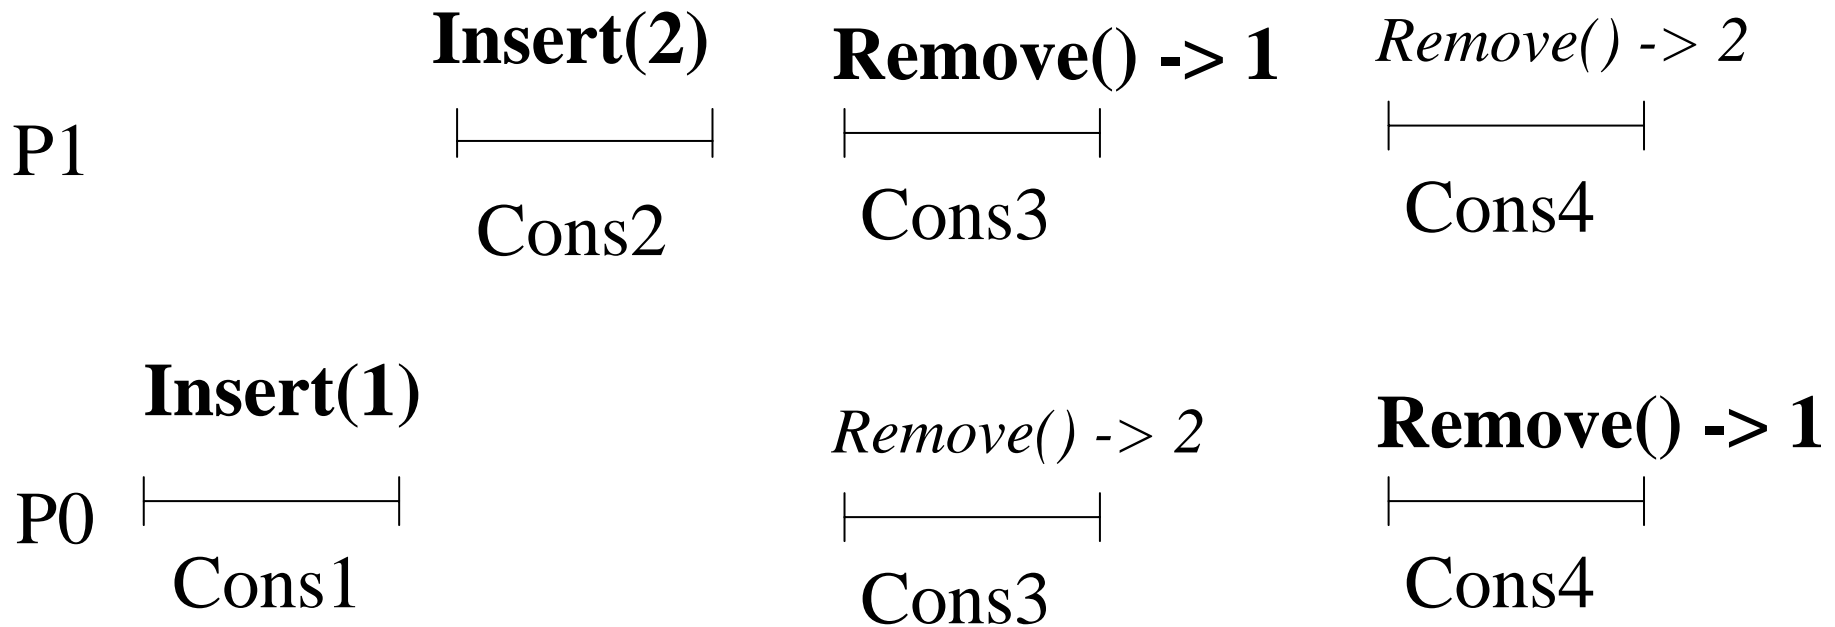 Insert(2) Remove() -> 1 Remove() -> 2
P1
Cons2 Cons3 Cons4
Insert(1) Remove() -> 2 Remove() -> 1
P0
Cons1 Cons3 Cons4